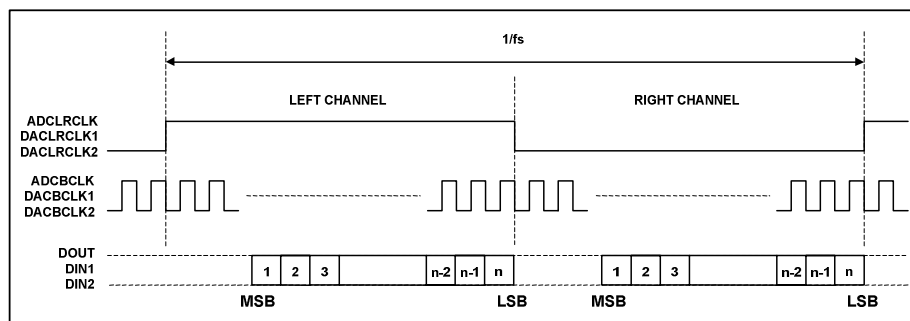 1/fs
LEFT CHANNEL
RIGHT CHANNEL
ADCLRCLK
DACLRCLK1
DACLRCLK2
ADCBCLK
DACBCLK1
DACBCLK2
DOUT
DIN1
DIN2
1 2 3 n-2 n-1 n 1 2 3 n-2 n-1 n
MSB LSB MSB LSB